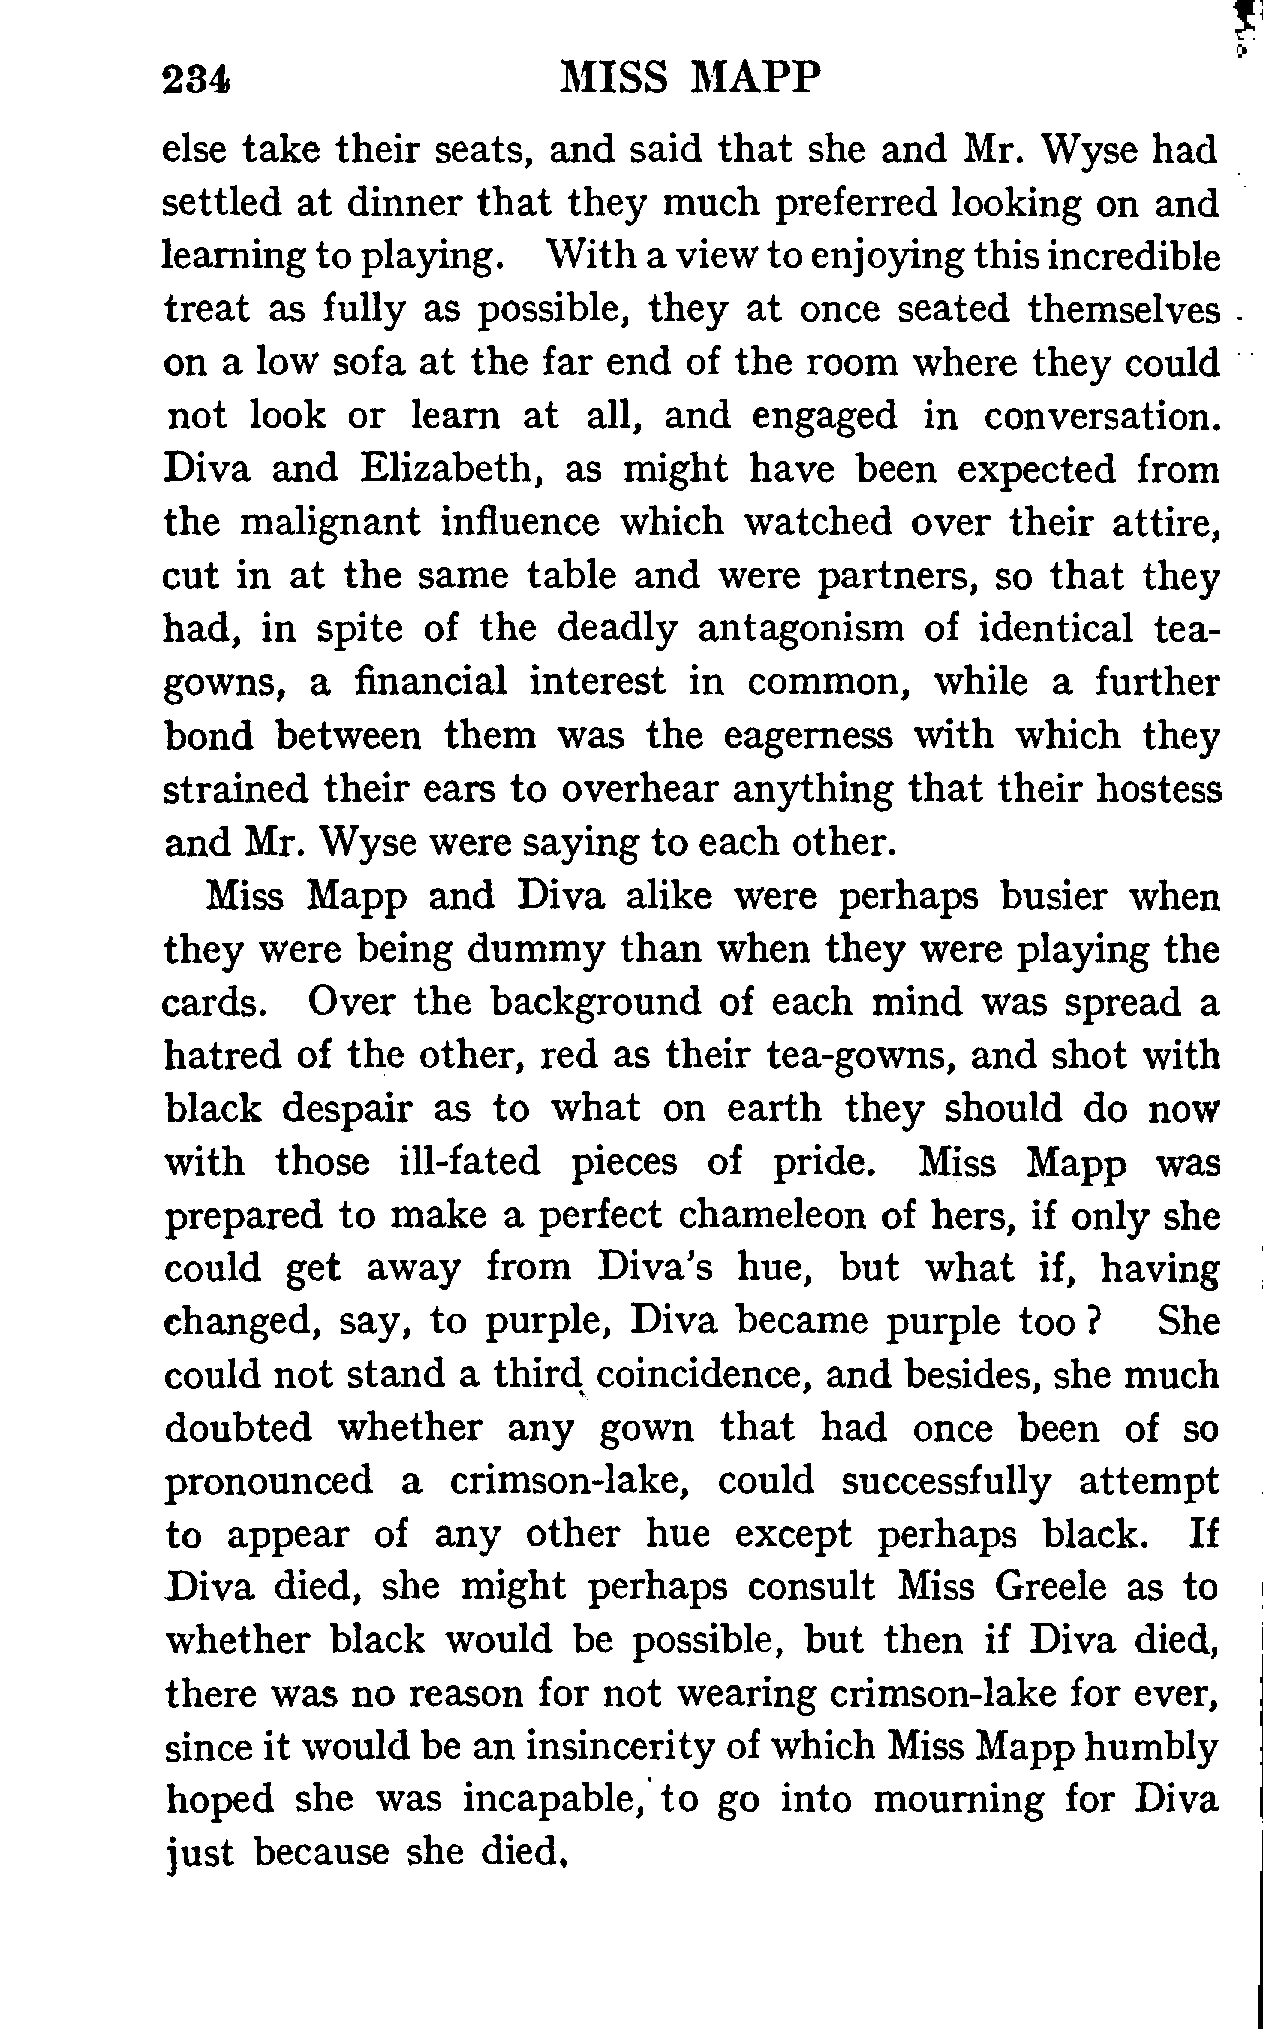 234 MISS MAPP
else take their seats, and said that she and Mr. Wyse had
settled at dinner that they much preferred looking on and
learning to playing. With a view to enjoying this incredible
treat as fully as possible, they at once seated themselves
on a low sofa at the far end of the room where they could
not look or learn at all, and engaged in conversation.
Diva and Elizabeth, as might have been expected from
the malignant influence which watched over their attire,
cut in at the same table and were partners, so that they
had, in spite of the deadly antagonism of identical tea-
gowns, a financial interest in common, while a further
bond between them was the eagerness with which they
strained their ears to overhear anything that their hostess
and Mr. Wyse were saying to each other.
Miss Mapp and Diva alike were perhaps busier when
they were being dummy than when they were playing the
cards. Over the background of each mind was spread a
hatred of the other, red as their tea-gowns, and shot with
black despair as to what on earth they should do now
with those ill-fated pieces of pride. Miss Mapp was
prepared to make a perfect chameleon of hers, if only she
could get away from Diva's hue, but what if, having
changed, say, to purple, Diva became purple too ? She
could not stand a third coincidence, and besides, she much
doubted whether any gown that had once been of so
pronounced a crimson-lake, could successfully attempt
to appear of any other hue except perhaps black. If
Diva died, she might perhaps consult Miss Greele as to
whether black would be possible, but then if Diva died,
there was no reason for not wearing crimson-lake for ever,
since it would be an insincerity of which Miss Mapp humbly
hoped she was incapable, to go into mourning for Diva
just because she died.